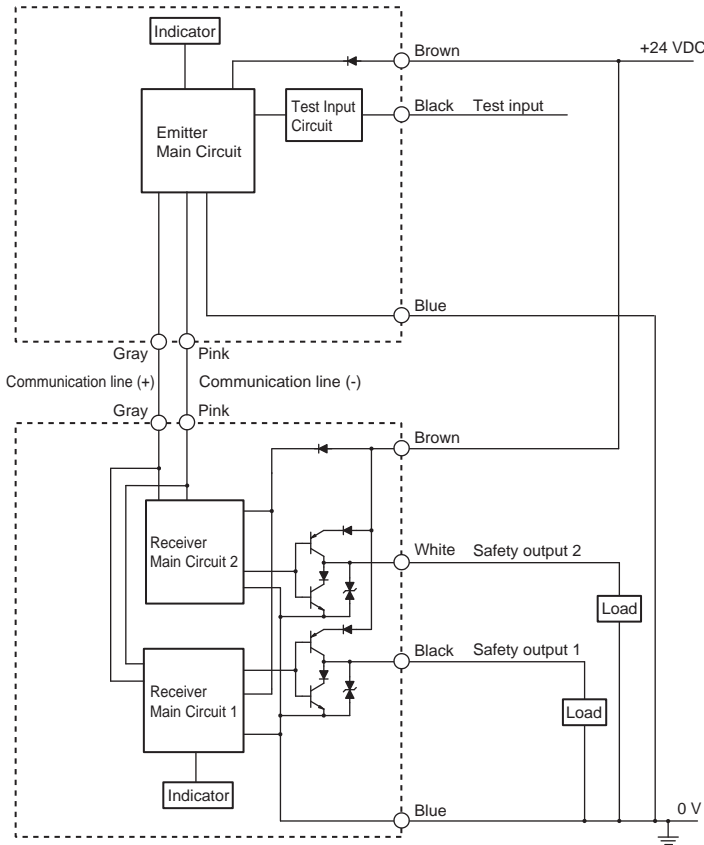 Indicator
Brown
+24 VDC
Emitter
Main Circuit
Test Input
Circuit
Black
Test input
Blue
Gray
Pink
Communication line (+)
Communication line (-)
Gray
Pink
Brown
Receiver
Main Circuit 2
White
Safety output 2
Load
Black
Safety output 1
Receiver
Main Circuit 1
Load
Indicator
Blue
0 V